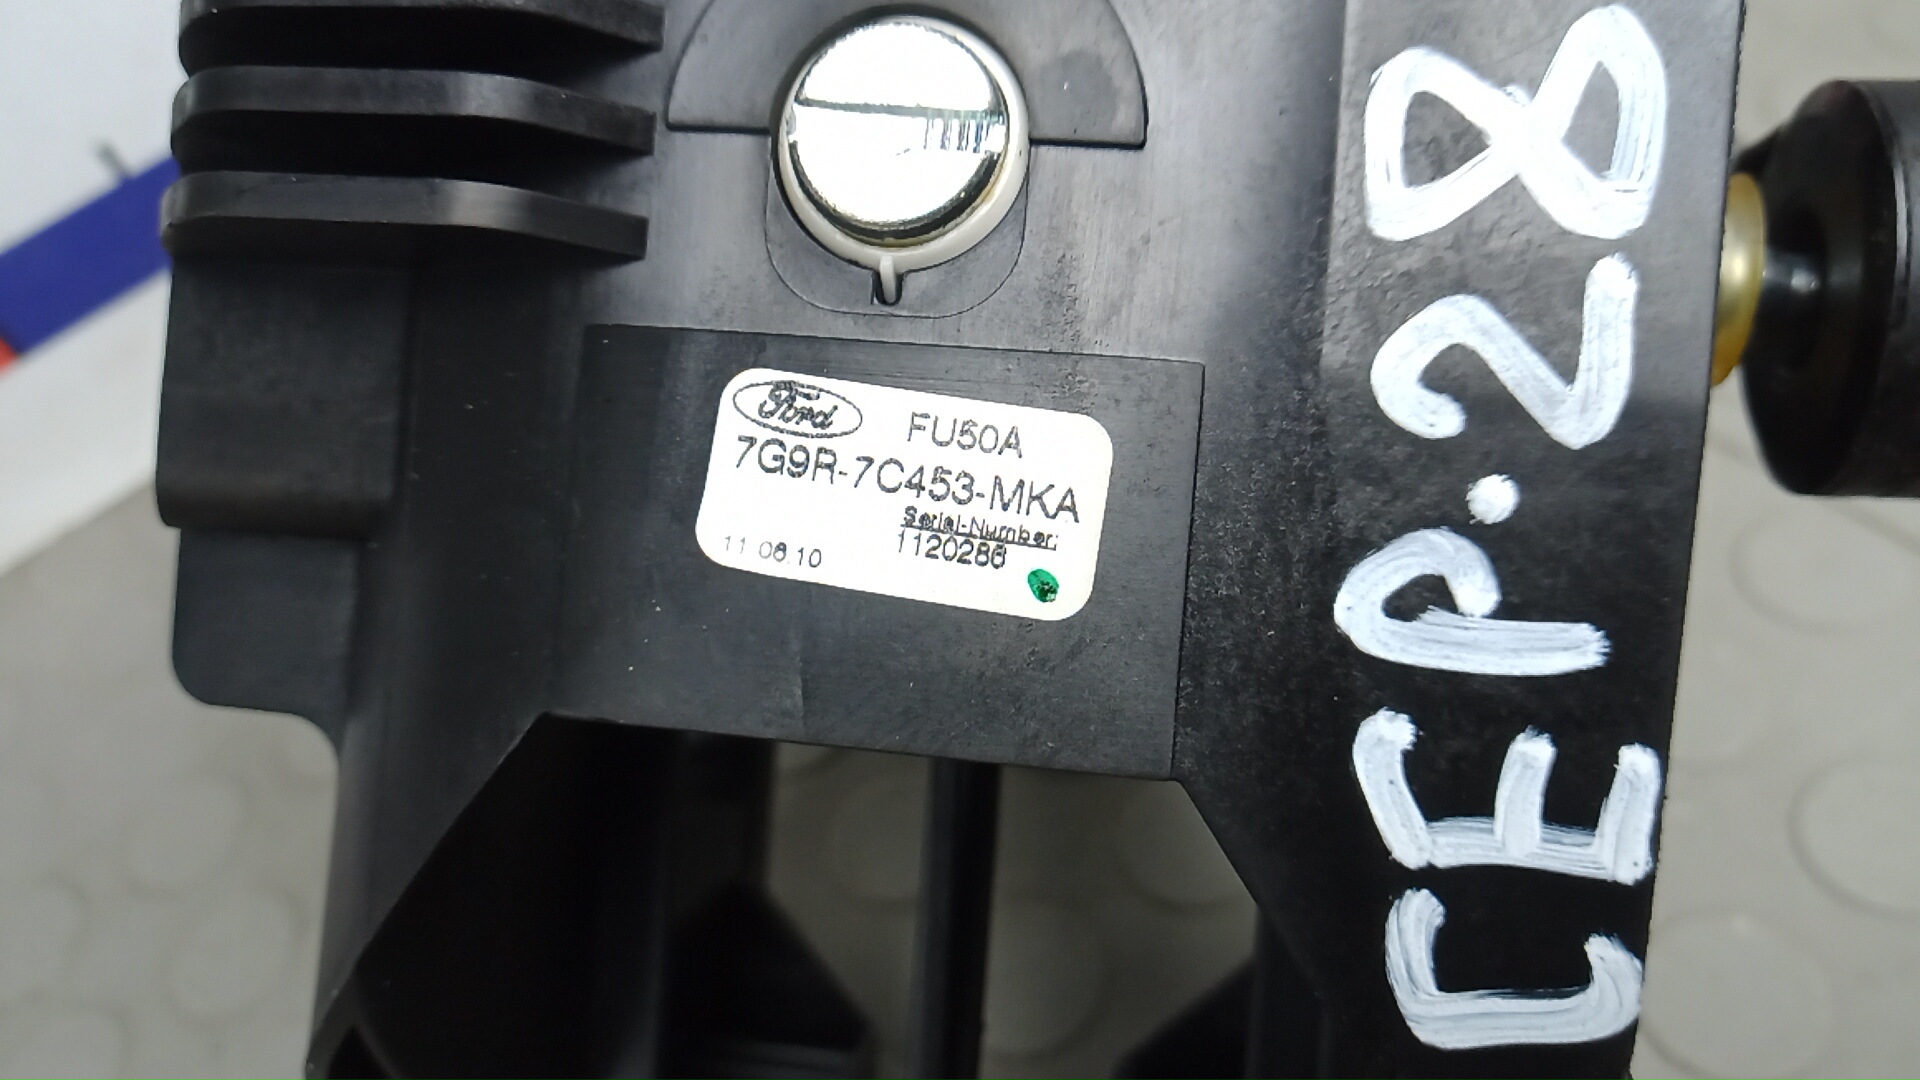 Ford FU50A
7G9R-7C453-MKA
Serial-Number:
11.08.10 1120286
CEP.28